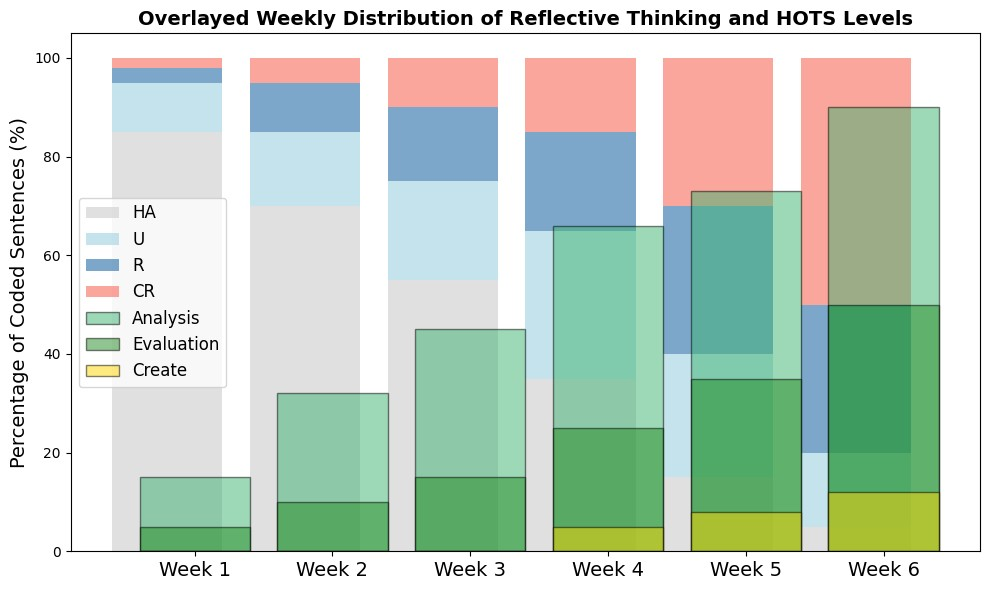 Overlayed Weekly Distribution of Reflective Thinking and HOTS Levels
Percentage of Coded Sentences (%)
100
80
60
40
20
0
HA
U
R
CR
Analysis
Evaluation
Create
Week 1
Week 2
Week 3
Week 4
Week 5
Week 6